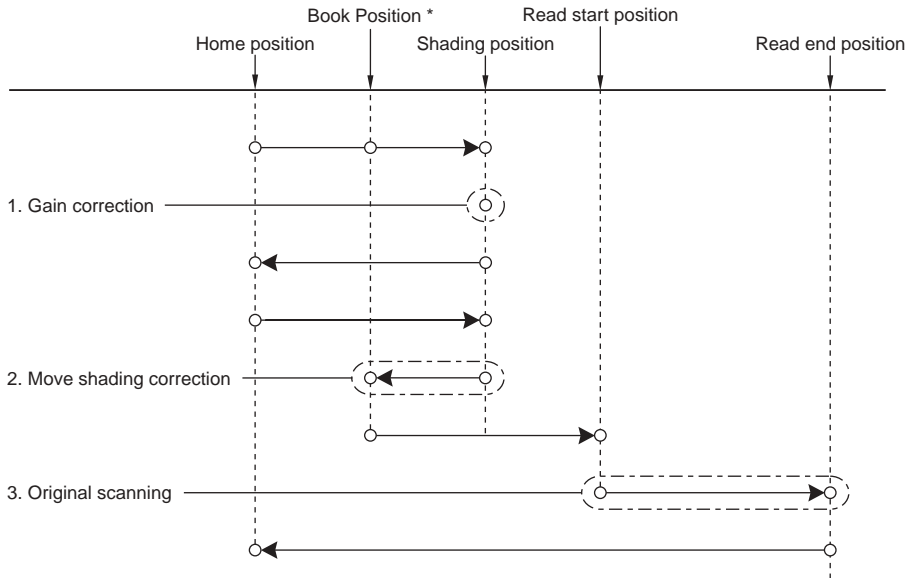 Book Position *
Read start position
Home position
Shading position
Read end position
1. Gain correction
2. Move shading correction
3. Original scanning